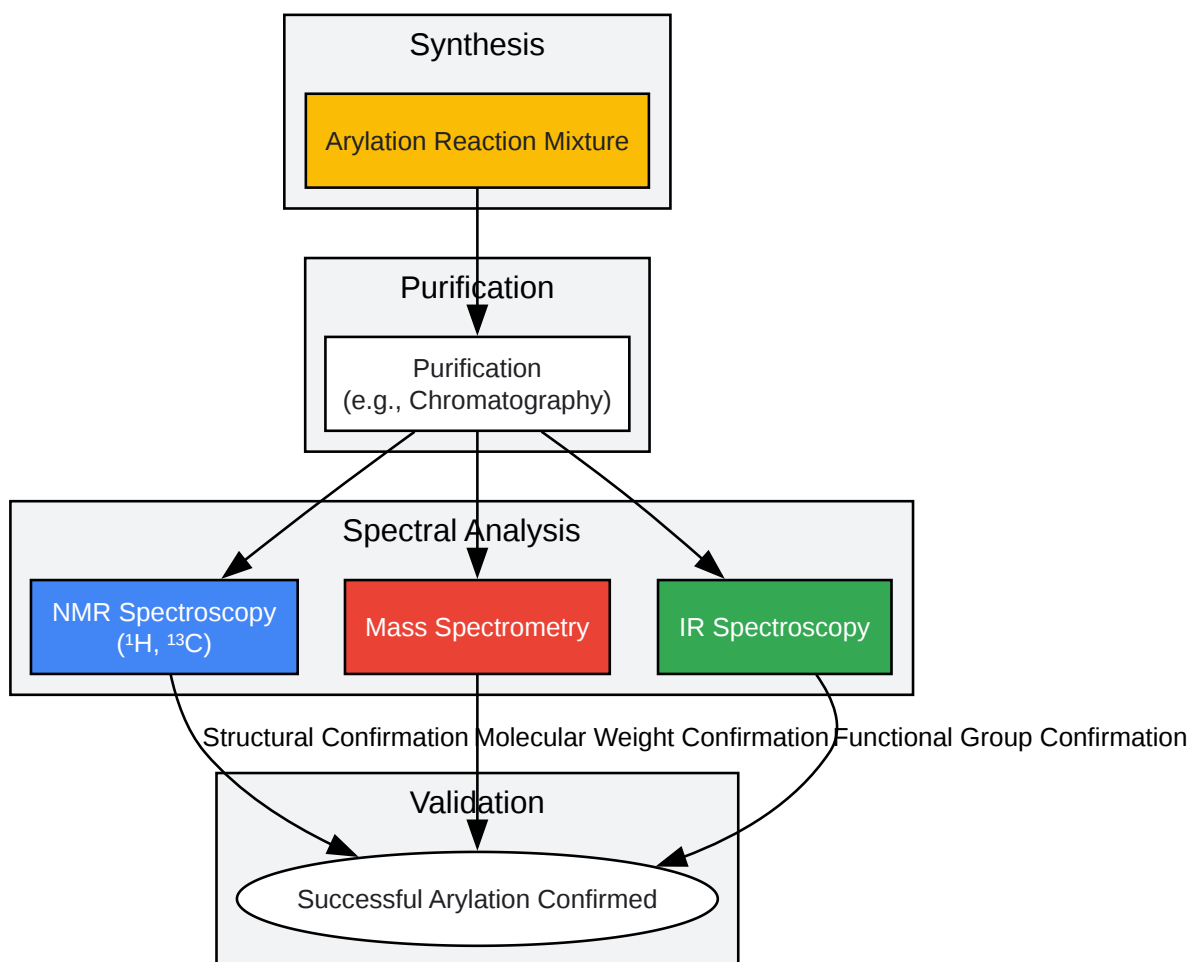 Synthesis
Arylation Reaction Mixture
Purification
Purification
(e.g., Chromatography)
Spectral Analysis
NMR Spectroscopy
(¹H, ¹³C)
Mass Spectrometry
IR Spectroscopy
Structural Confirmation
Molecular Weight Confirmation
Functional Group Confirmation
Validation
Successful Arylation Confirmed